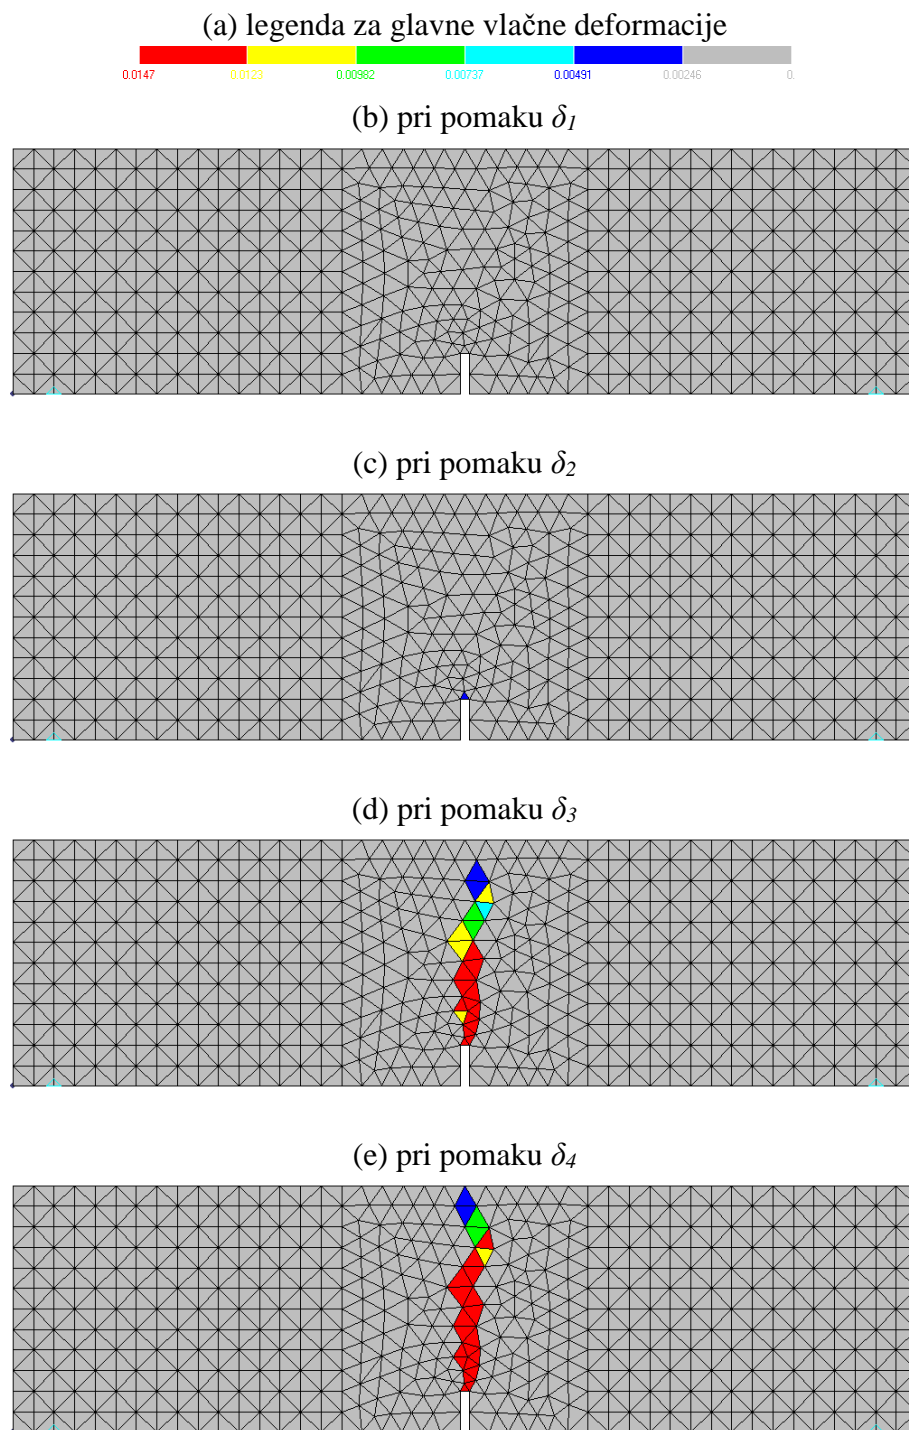 (a) legenda za glavne vlačne deformacije
0.0147 0.0123 0.00982 0.00737 0.00491 0.00246 0.
(b) pri pomaku δ1
(c) pri pomaku δ2
(d) pri pomaku δ3
(e) pri pomaku δ4